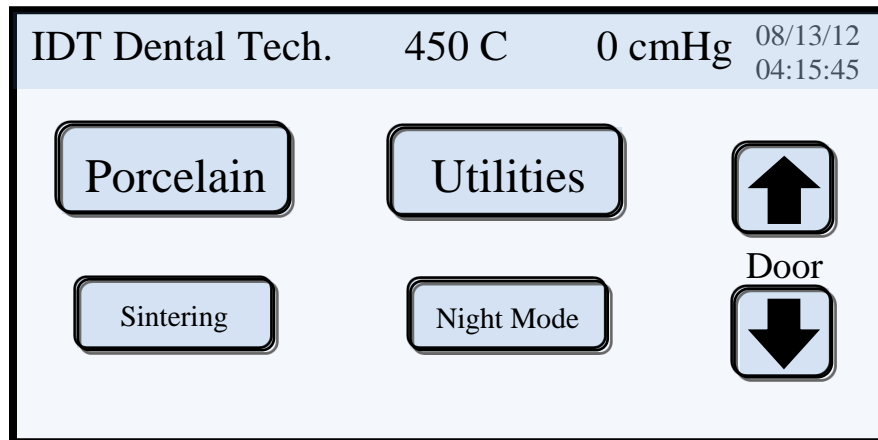 IDT Dental Tech. 450 C 0 cmHg 08/13/12
04:15:45
Porcelain Utilities
Door
Sintering Night Mode